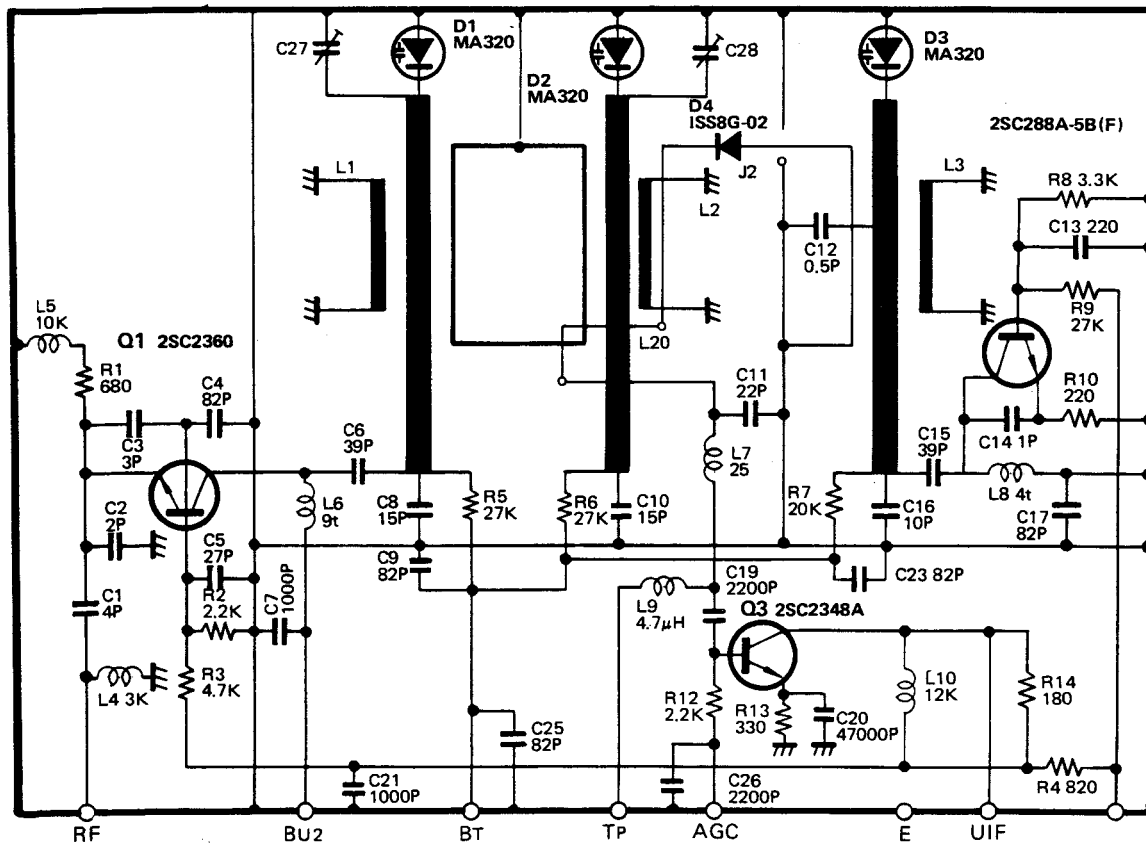 C27
D1
MA320
D2
MA320
C28
D4
ISS8G-02
J2
D3
MA320
2SC288A-5B(F)
L1
L2
L3
R8 3.3K
C13 220
C12
0.5P
R9
27K
L5
10K
Q1 2SC2360
R1
680
C4
82P
C3
3P
L20
C11
22P
R10
220
C14 1P
C6
39P
L7
25
C15
39P
L8 4t
C2
2P
L6
9t
C8
15P
R5
27K
R6
27K
C10
15P
R7
20K
C16
10P
C17
82P
C5
27P
C9
82P
C1
4P
R2
2.2K
C7
1000P
L9
4.7μH
C19
2200P
C23 82P
Q3 2SC2348A
L4 3K
R3
4.7K
R12
2.2K
R13
330
C20
47000P
L10
12K
R14
180
C25
82P
C21
1000P
C26
2200P
R4 820
RF
BU2
BT
TP
AGC
E
UIF